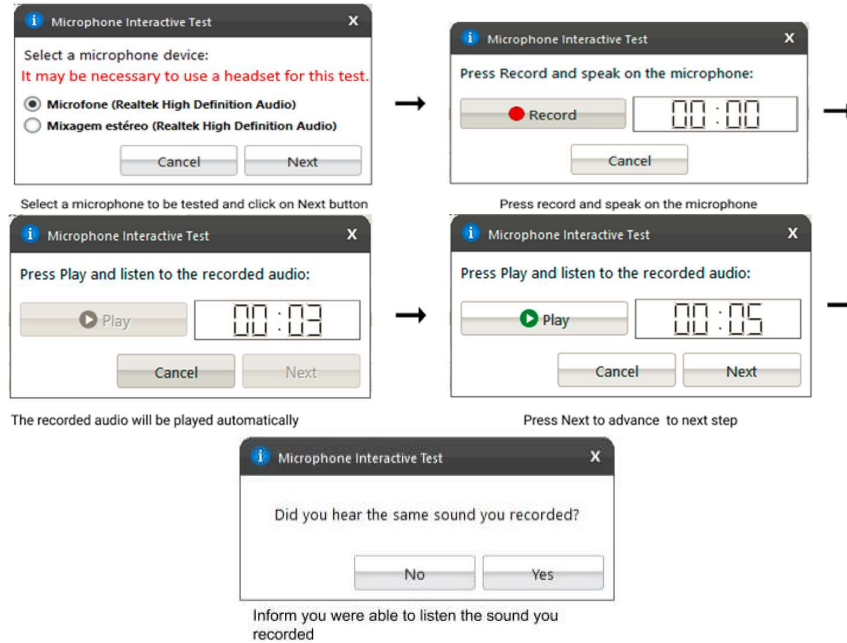 Microphone Interactive Test X
Select a microphone device:
It may be necessary to use a headset for this test.
Microfone (Realtek High Definition Audio)
Mixagem estéreo (Realtek High Definition Audio)
Cancel Next
Select a microphone to be tested and click on Next button
Microphone Interactive Test X
Press Record and speak on the microphone:
Record 00:00
Cancel
Press record and speak on the microphone
Microphone Interactive Test X
Press Play and listen to the recorded audio:
Play 00:03
Cancel Next
The recorded audio will be played automatically
Microphone Interactive Test X
Press Play and listen to the recorded audio:
Play 00:05
Cancel Next
Press Next to advance to next step
Microphone Interactive Test X
Did you hear the same sound you recorded?
No Yes
Inform you were able to listen the sound you
recorded